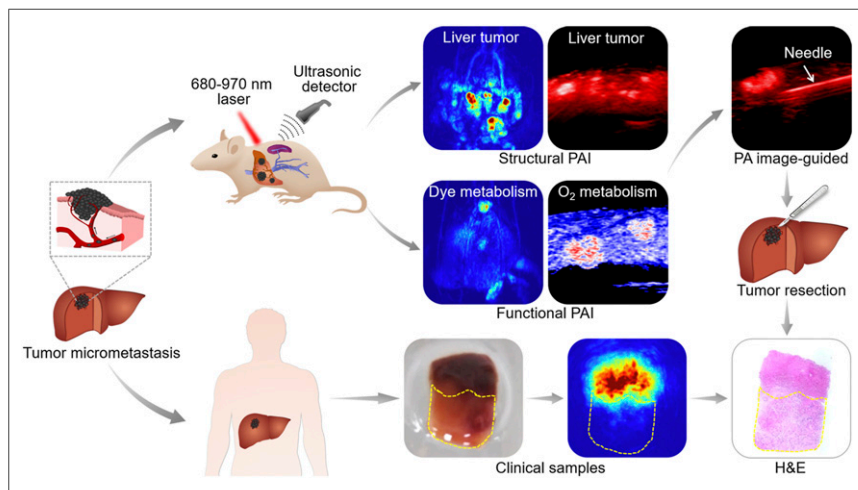 680-970 nm
laser
Ultrasonic
detector
Liver tumor
Liver tumor
Structural PAI
Needle
PA image-guided
Dye metabolism
O₂ metabolism
Functional PAI
Tumor resection
Tumor micrometastasis
Clinical samples
H&E